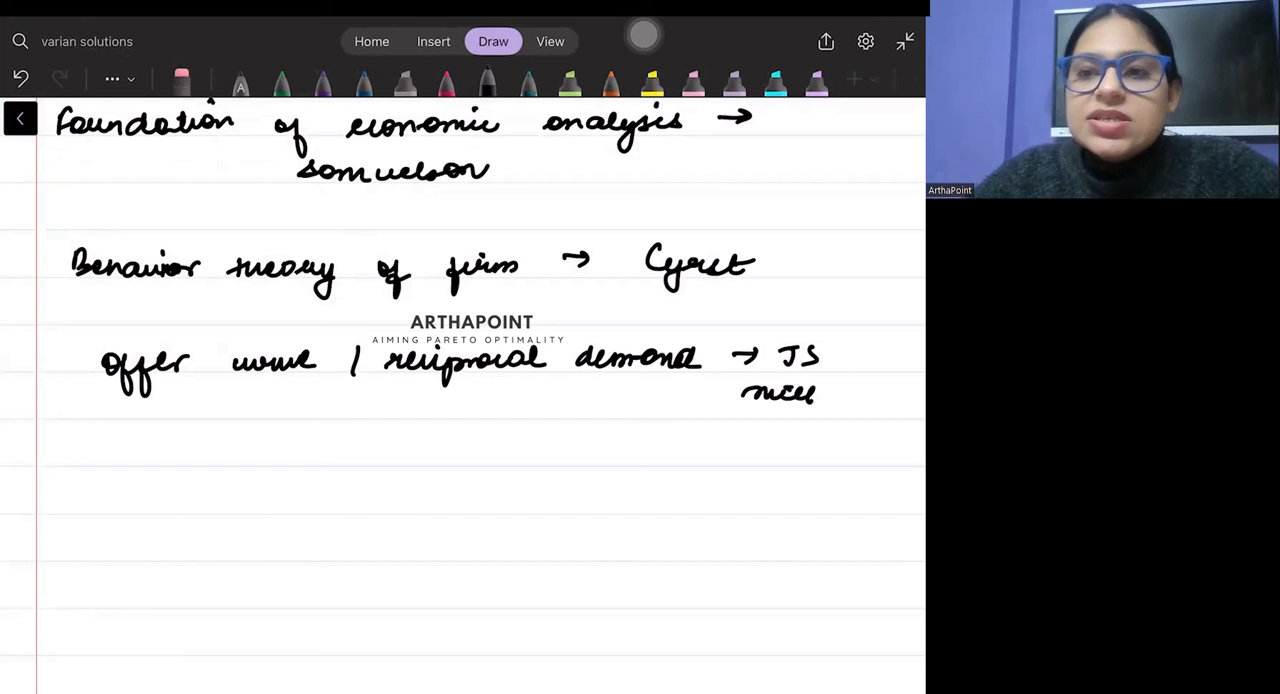 varian solutions
Home Insert Draw View
A
Foundation of economic analysis →
Samuelson
Behavior theory of firm → Cyert
ARTHAPOINT
AIMING PARETO OPTIMALITY
Offer curve / reciprocal demand → JS
mill
ArthaPoint